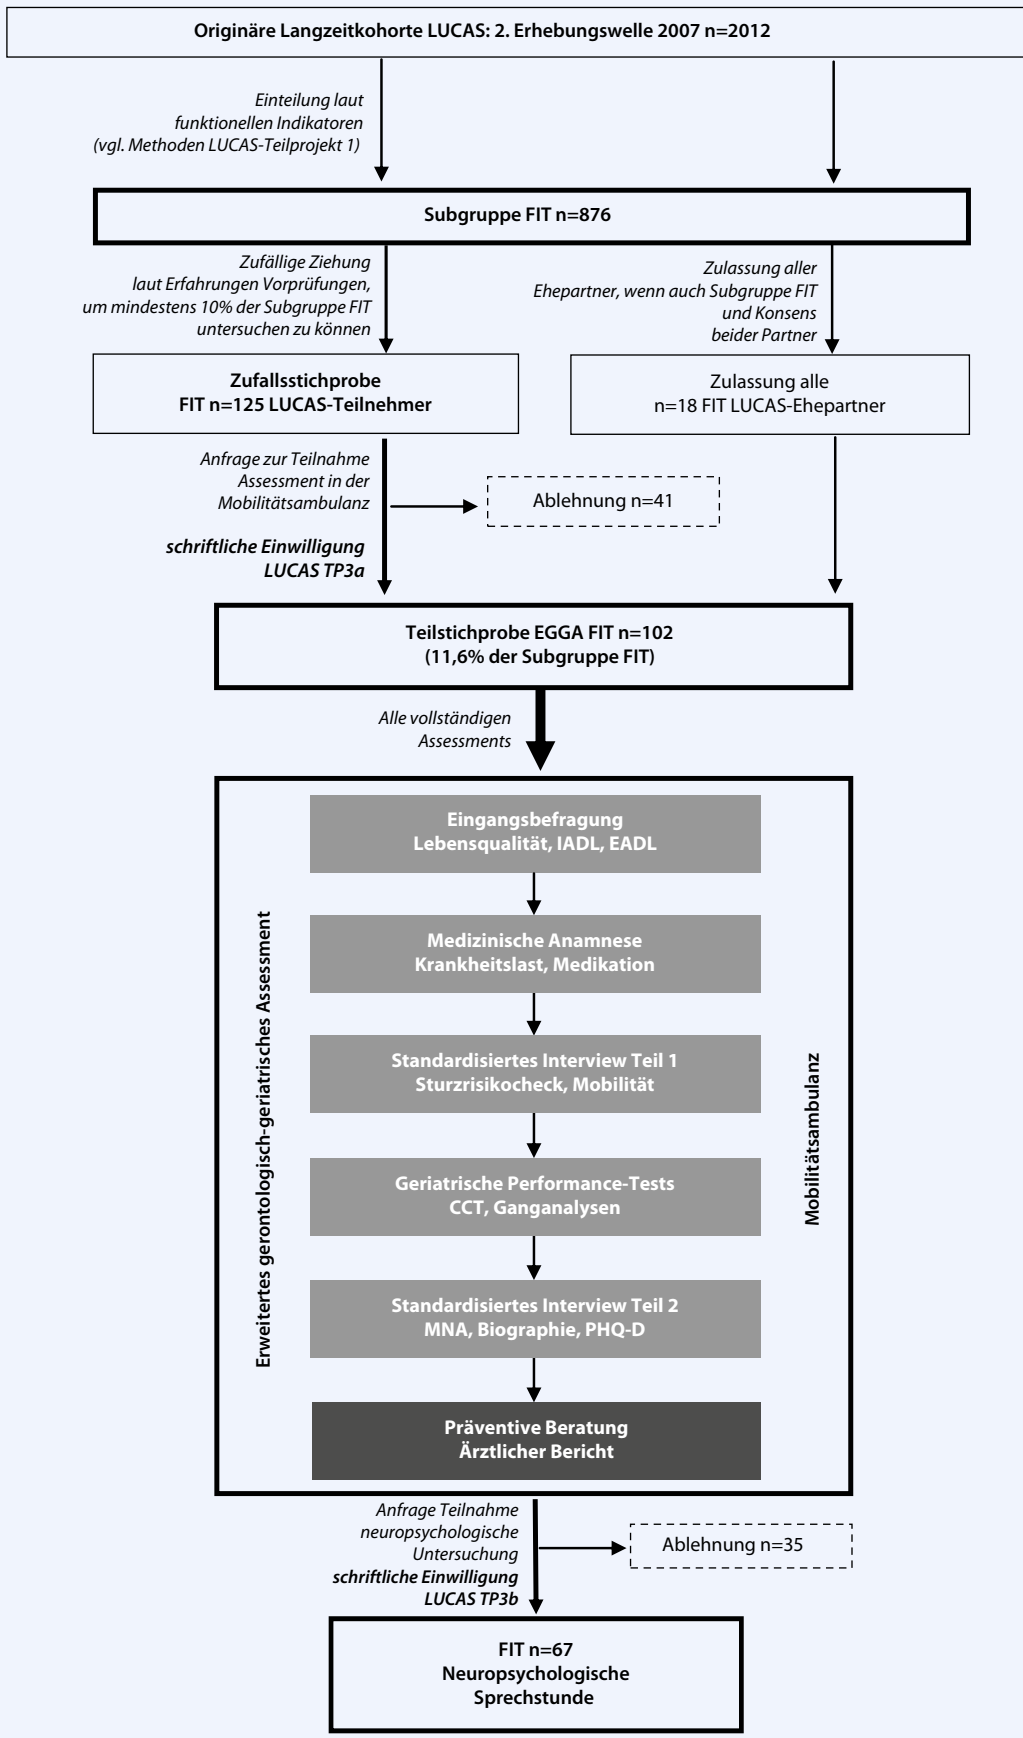 Originäre Langzeitkohorte LUCAS: 2. Erhebungswelle 2007 n=2012
Einteilung laut
funktionellen Indikatoren
(vgl. Methoden LUCAS-Teilprojekt 1)
Subgruppe FIT n=876
Zufällige Ziehung
laut Erfahrungen Vorprüfungen,
um mindestens 10% der Subgruppe FIT
untersuchen zu können
Zulassung aller
Ehepartner, wenn auch Subgruppe FIT
und Konsens
beider Partner
Zufallsstichprobe
FIT n=125 LUCAS-Teilnehmer
Zulassung alle
n=18 FIT LUCAS-Ehepartner
Anfrage zur Teilnahme
Assessment in der
Mobilitätsambulanz
Ablehnung n=41
schriftliche Einwilligung
LUCAS TP3a
Teilstichprobe EGGA FIT n=102
(11,6% der Subgruppe FIT)
Alle vollständigen
Assessments
Erweitertes gerontologisch-geriatrisches Assessment
Eingangsbefragung
Lebensqualität, IADL, EADL
Medizinische Anamnese
Krankheitslast, Medikation
Standardisiertes Interview Teil 1
Sturzrisikocheck, Mobilität
Geriatrische Performance-Tests
CCT, Ganganalysen
Standardisiertes Interview Teil 2
MNA, Biographie, PHQ-D
Präventive Beratung
Ärztlicher Bericht
Mobilitätsambulanz
Anfrage Teilnahme
neuropsychologische
Untersuchung
schriftliche Einwilligung
LUCAS TP3b
Ablehnung n=35
FIT n=67
Neuropsychologische
Sprechstunde